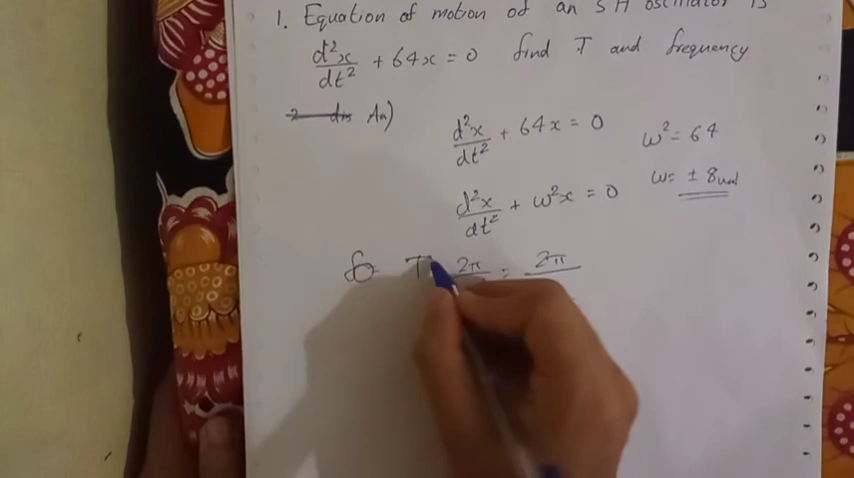 1. Equation of motion of an SH oscillator is
d²x/dt² + 64x = 0 find T and frequency
An)
d²x/dt² + 64x = 0
ω² = 64
d²x/dt² + ω²x = 0
ω = ± 8
T 2π = 2π